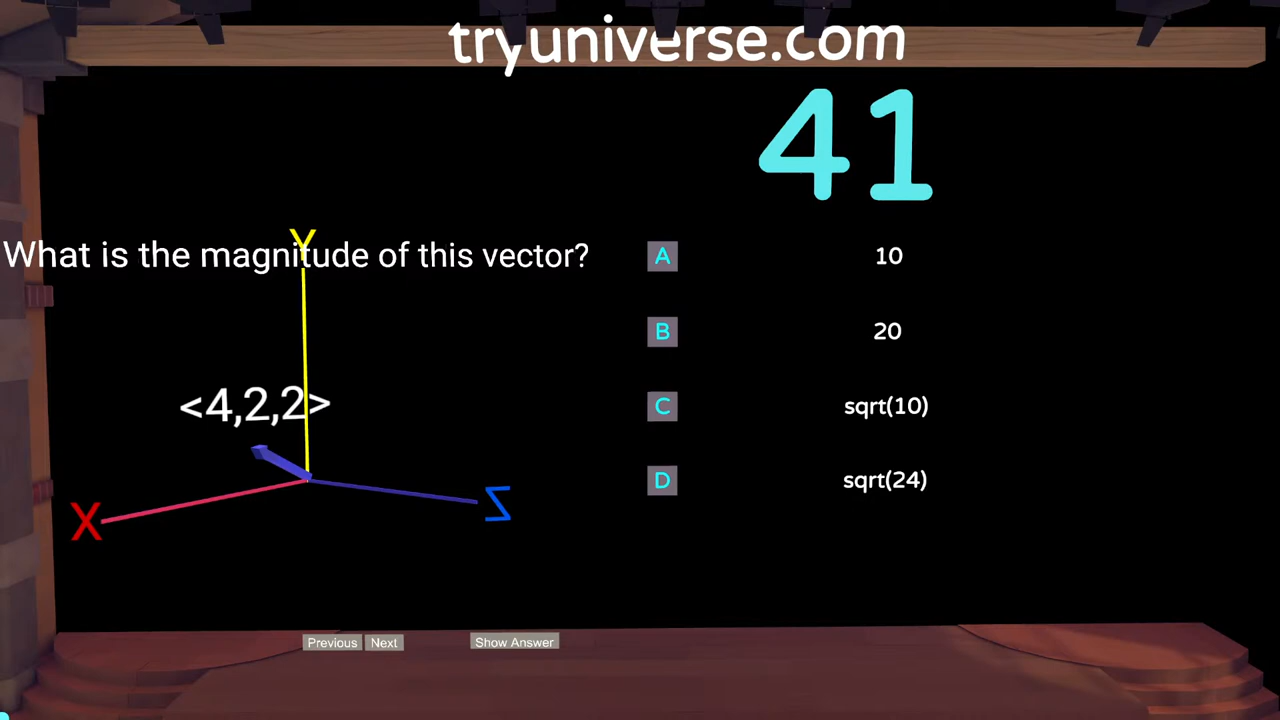 tryuniverse.com
41
Y
What is the magnitude of this vector?
A 10
B 20
<4,2,2>
C sqrt(10)
D sqrt(24)
X
Z
Previous Next Show Answer